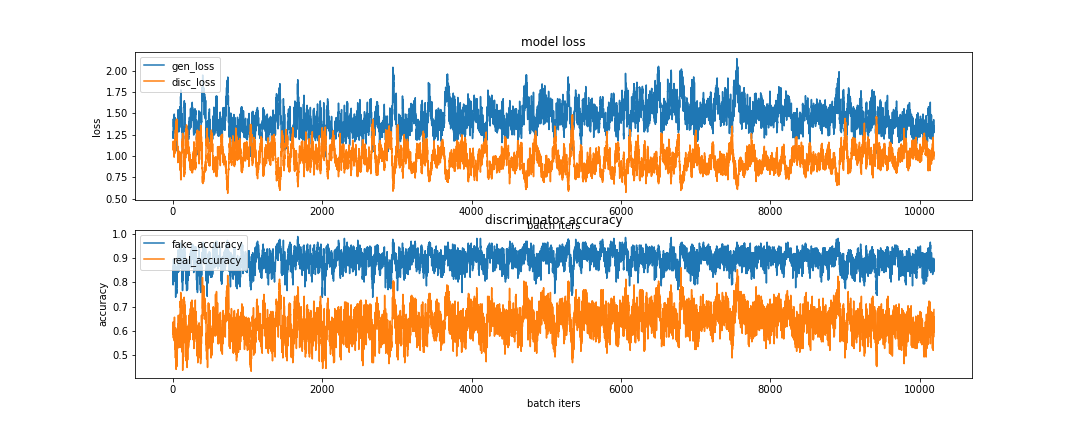 model loss
gen_loss
disc_loss
loss
2.00
1.75
1.50
1.25
1.00
0.75
0.50
0 2000 4000 6000 8000 10000
batch iters
discriminator accuracy
fake_accuracy
real_accuracy
accuracy
1.0
0.9
0.8
0.7
0.6
0.5
0 2000 4000 6000 8000 10000
batch iters